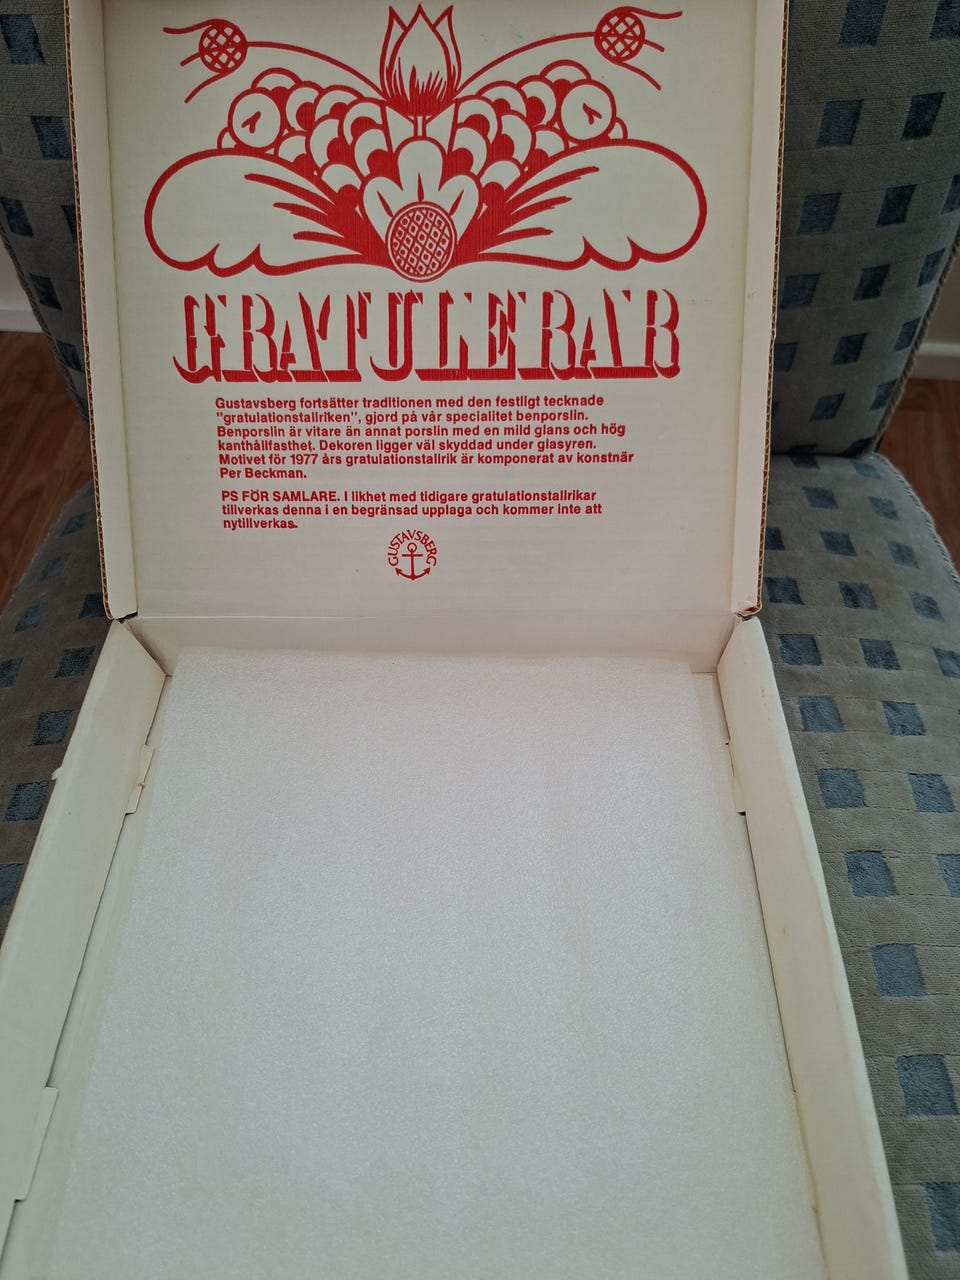 GRATULERAR
Gustavsberg fortsätter traditionen med den festligt tecknade
"gratulationstallriken", gjord på vår specialitet benporslin.
Benporslin är vitare än annat porslin med en mild glans och hög
kanthållfasthet. Dekoren ligger väl skyddad under glasyren.
Motivet för 1977 års gratulationstallrik är komponerat av konstnär
Per Beckman.
PS FÖR SAMLARE. I likhet med tidigare gratulationstallrikar
tillverkas denna i en begränsad upplaga och kommer inte att
nytillverkas.
GUSTAVSBERG